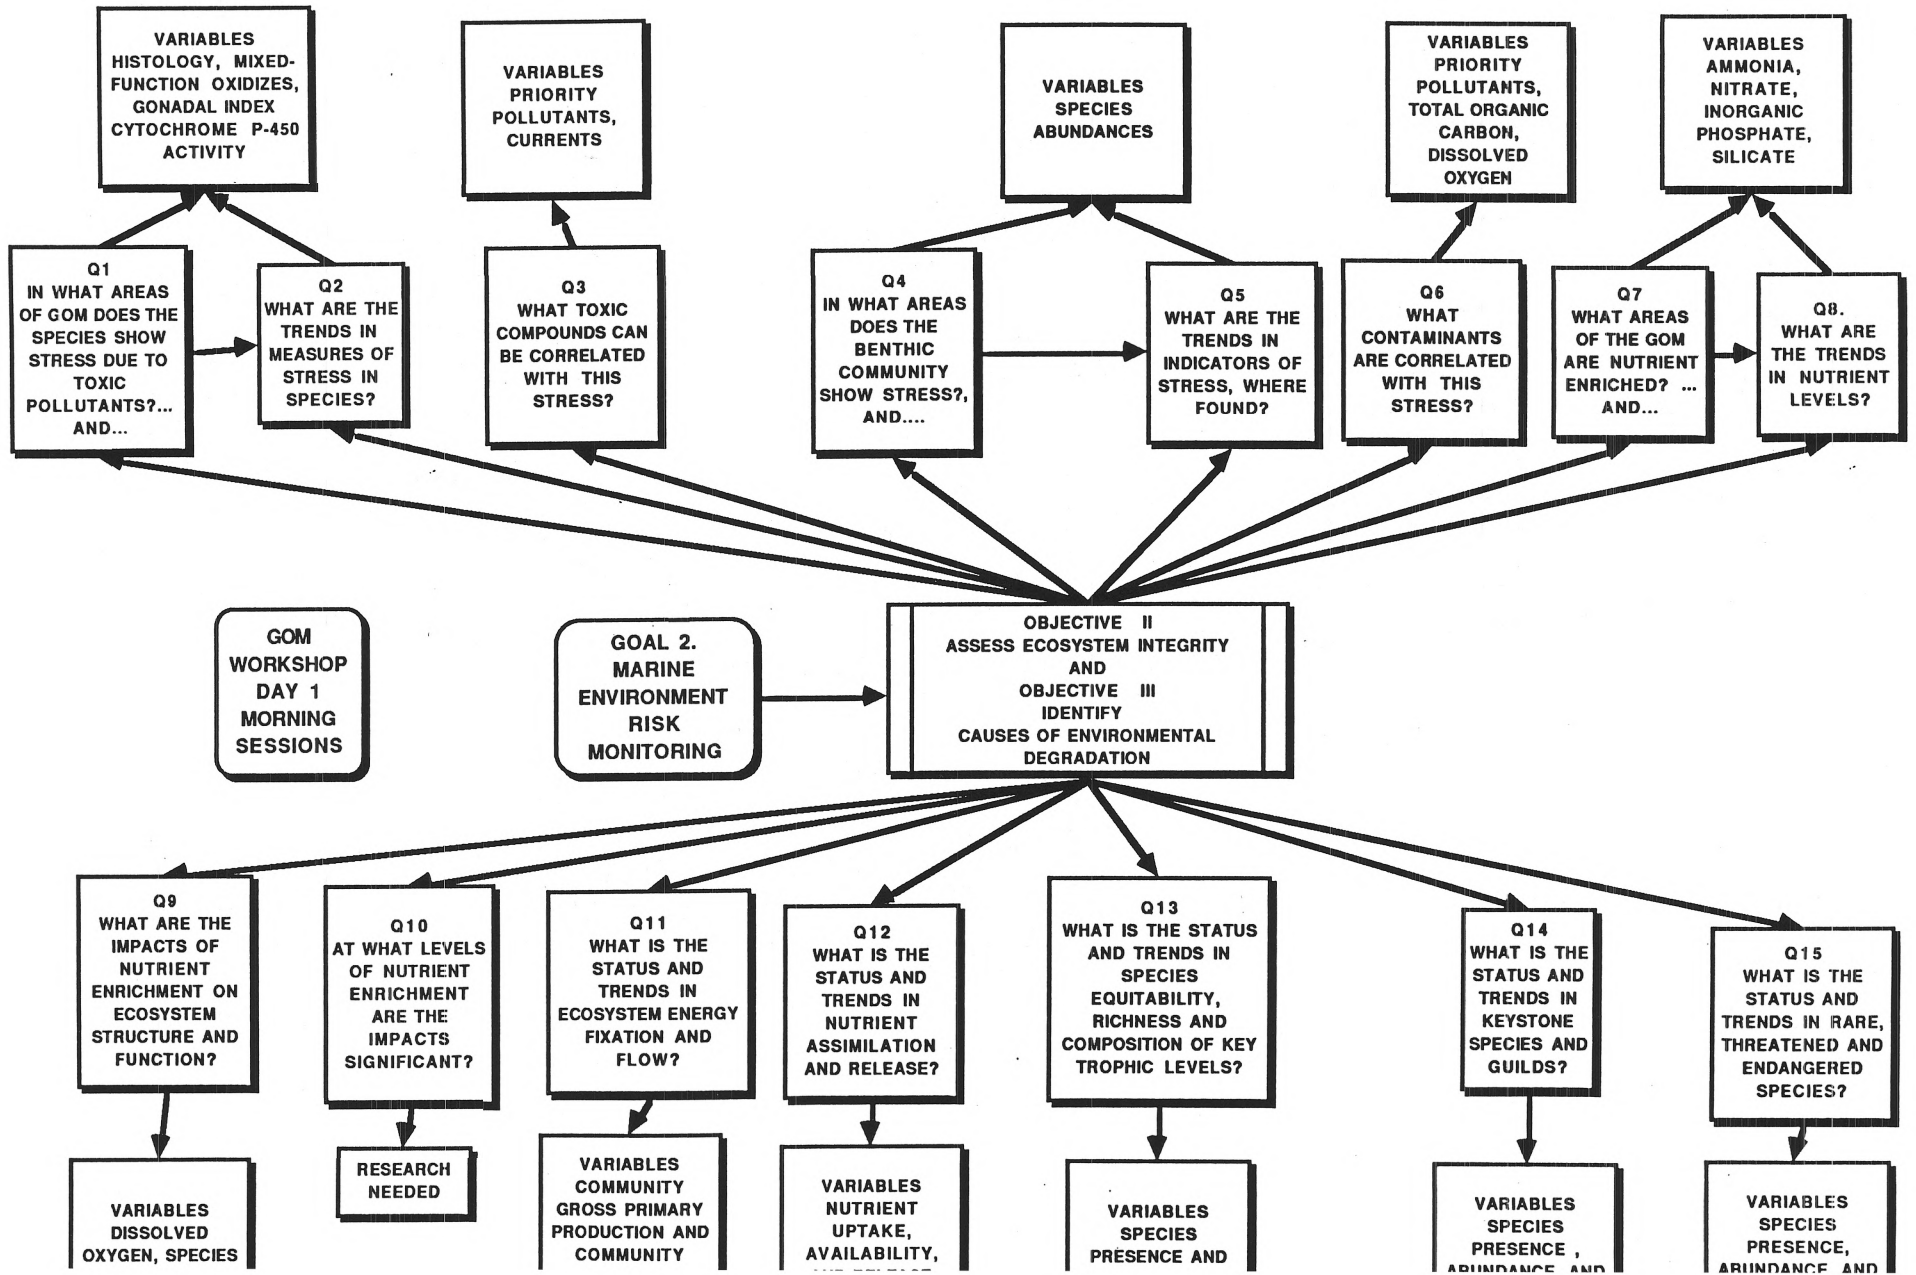 VARIABLES
HISTOLOGY, MIXED-
FUNCTION OXIDIZES,
GONADAL INDEX
CYTOCHROME P-450
ACTIVITY
VARIABLES
PRIORITY
POLLUTANTS,
CURRENTS
VARIABLES
SPECIES
ABUNDANCES
VARIABLES
PRIORITY
POLLUTANTS,
TOTAL ORGANIC
CARBON,
DISSOLVED
OXYGEN
VARIABLES
AMMONIA,
NITRATE,
INORGANIC
PHOSPHATE,
SILICATE
Q1
IN WHAT AREAS
OF GOM DOES THE
SPECIES SHOW
STRESS DUE TO
TOXIC
POLLUTANTS?...
AND...
Q2
WHAT ARE THE
TRENDS IN
MEASURES OF
STRESS IN
SPECIES?
Q3
WHAT TOXIC
COMPOUNDS CAN
BE CORRELATED
WITH THIS
STRESS?
Q4
IN WHAT AREAS
DOES THE
BENTHIC
COMMUNITY
SHOW STRESS?,
AND....
Q5
WHAT ARE THE
TRENDS IN
INDICATORS OF
STRESS, WHERE
FOUND?
Q6
WHAT
CONTAMINANTS
ARE CORRELATED
WITH THIS
STRESS?
Q7
WHAT AREAS
OF THE GOM
ARE NUTRIENT
ENRICHED? ...
AND...
Q8.
WHAT ARE
THE TRENDS
IN NUTRIENT
LEVELS?
GOM
WORKSHOP
DAY 1
MORNING
SESSIONS
GOAL 2.
MARINE
ENVIRONMENT
RISK
MONITORING
OBJECTIVE II
ASSESS ECOSYSTEM INTEGRITY
AND
OBJECTIVE III
IDENTIFY
CAUSES OF ENVIRONMENTAL
DEGRADATION
Q9
WHAT ARE THE
IMPACTS OF
NUTRIENT
ENRICHMENT ON
ECOSYSTEM
STRUCTURE AND
FUNCTION?
Q10
AT WHAT LEVELS
OF NUTRIENT
ENRICHMENT
ARE THE
IMPACTS
SIGNIFICANT?
Q11
WHAT IS THE
STATUS AND
TRENDS IN
ECOSYSTEM ENERGY
FIXATION AND
FLOW?
Q12
WHAT IS THE
STATUS AND
TRENDS IN
NUTRIENT
ASSIMILATION
AND RELEASE?
Q13
WHAT IS THE STATUS
AND TRENDS IN
SPECIES
EQUITABILITY,
RICHNESS AND
COMPOSITION OF KEY
TROPHIC LEVELS?
Q14
WHAT IS THE
STATUS AND
TRENDS IN
KEYSTONE
SPECIES AND
GUILDS?
Q15
WHAT IS THE
STATUS AND
TRENDS IN RARE,
THREATENED AND
ENDANGERED
SPECIES?
VARIABLES
DISSOLVED
OXYGEN, SPECIES
RESEARCH
NEEDED
VARIABLES
COMMUNITY
GROSS PRIMARY
PRODUCTION AND
COMMUNITY
VARIABLES
NUTRIENT
UPTAKE,
AVAILABILITY,
VARIABLES
SPECIES
PRESENCE AND
VARIABLES
SPECIES
PRESENCE ,
ABUNDANCE, AND
VARIABLES
SPECIES
PRESENCE,
ABUNDANCE, AND